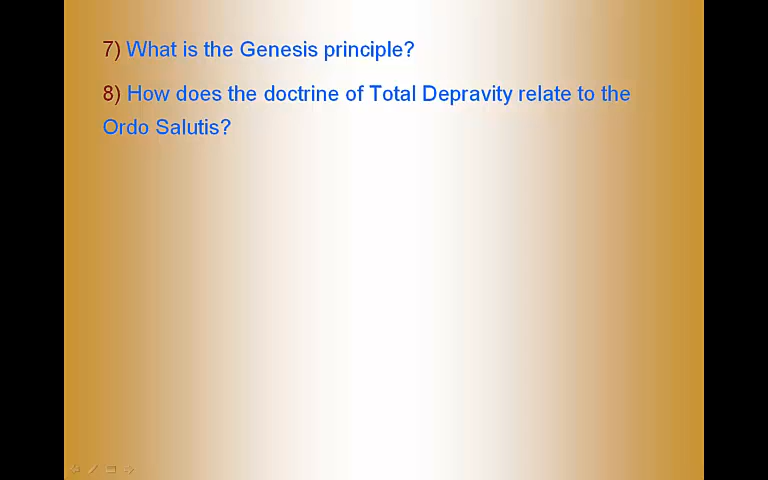 7) What is the Genesis principle?
8) How does the doctrine of Total Depravity relate to the
Ordo Salutis?